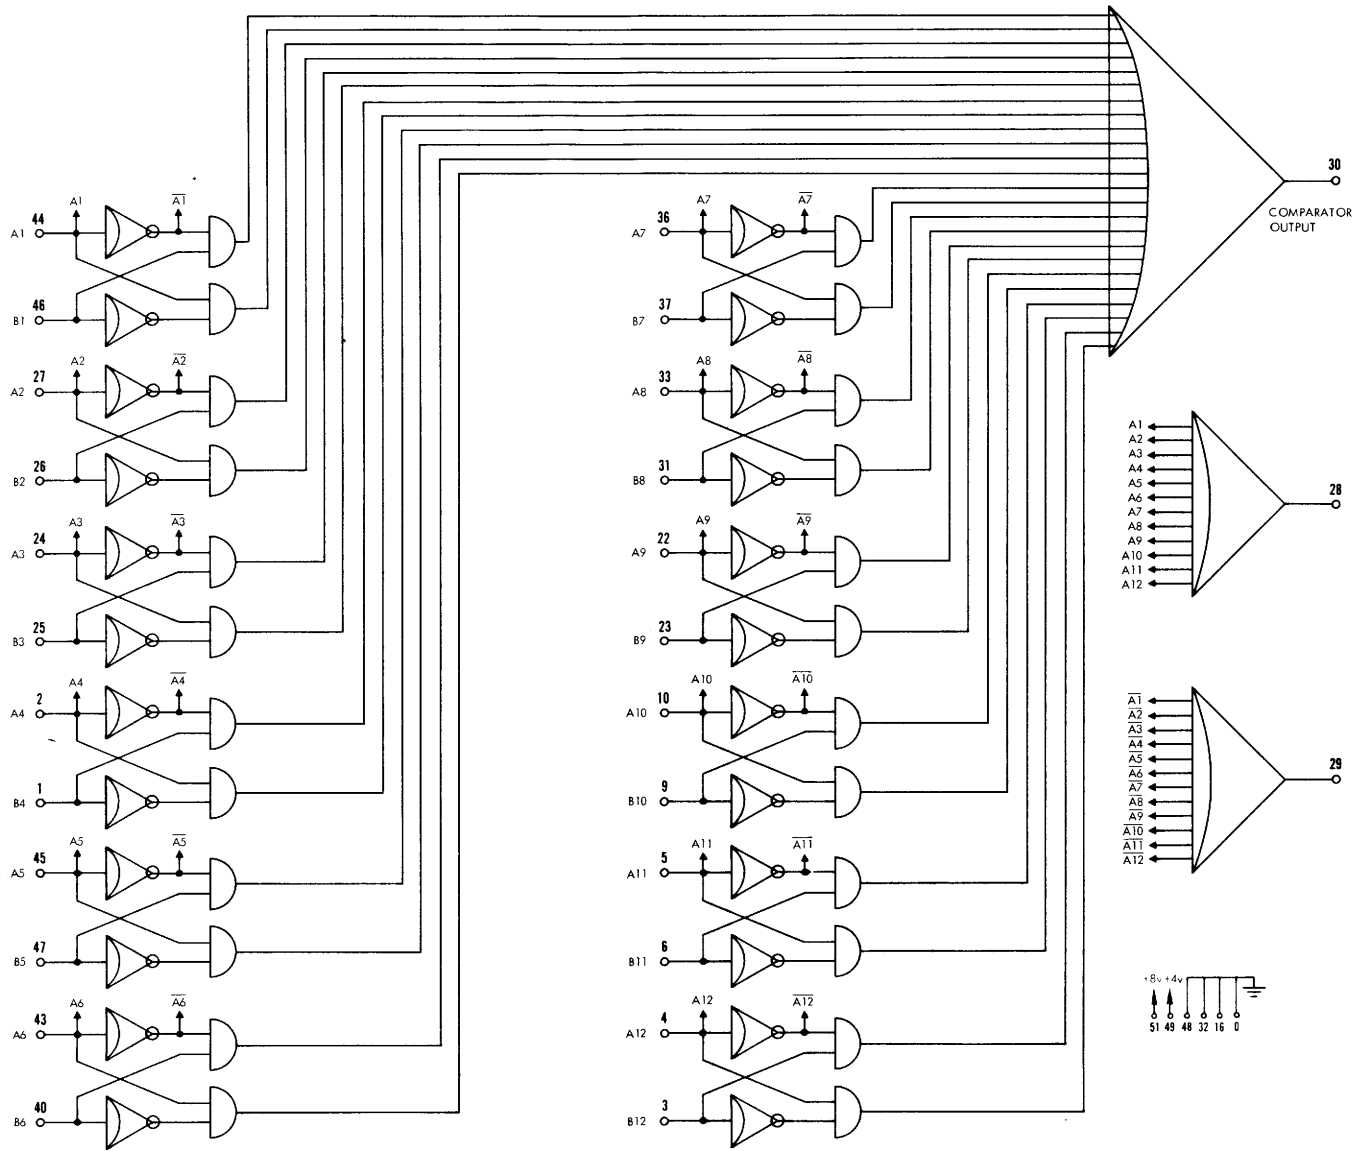 30
COMPARATOR
OUTPUT
44
A1
A1
A̅1̅
46
B1
27
A2
A2
A̅2̅
26
B2
24
A3
A3
A̅3̅
25
B3
2
A4
A4
A̅4̅
1
B4
45
A5
A5
A̅5̅
47
B5
43
A6
A6
A̅6̅
40
B6
36
A7
A7
A̅7̅
37
B7
33
A8
A8
A̅8̅
31
B8
22
A9
A9
A̅9̅
23
B9
10
A10
A10
A̅1̅0̅
9
B10
5
A11
A11
A̅1̅1̅
6
B11
4
A12
A12
A̅1̅2̅
3
B12
A1
A2
A3
A4
A5
A6
A7
A8
A9
A10
A11
A12
28
A̅1̅
A̅2̅
A̅3̅
A̅4̅
A̅5̅
A̅6̅
A̅7̅
A̅8̅
A̅9̅
A̅1̅0̅
A̅1̅1̅
A̅1̅2̅
29
+8v +4v
51 49 48 32 16 0